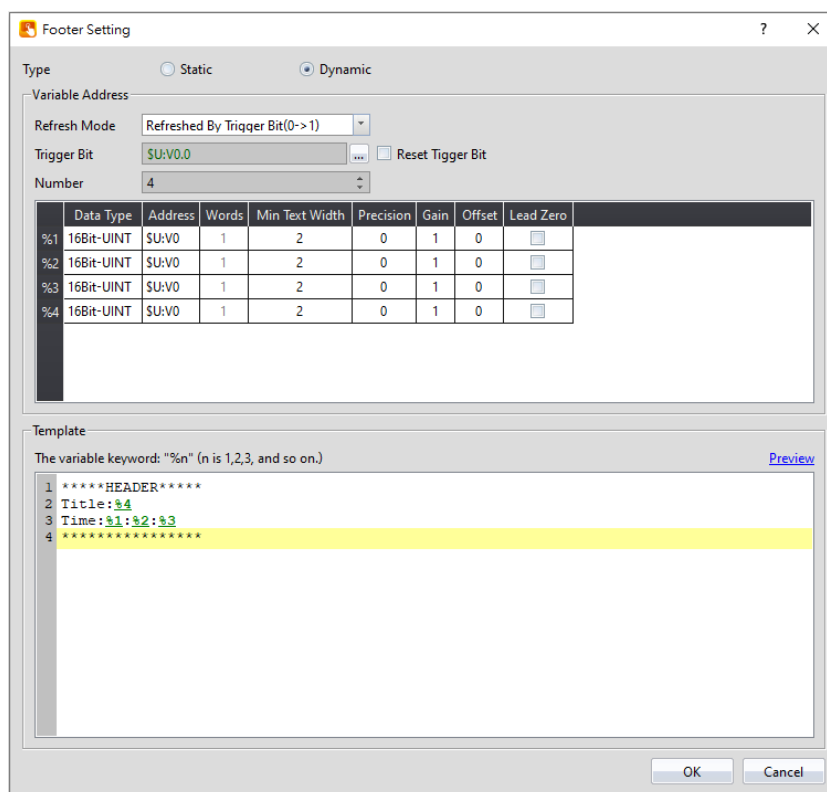 Footer Setting ? ×
Type Static Dynamic
Variable Address
Refresh Mode Refreshed By Trigger Bit(0->1)
Trigger Bit $U:V0.0 ... Reset Tigger Bit
Number 4
Data Type Address Words Min Text Width Precision Gain Offset Lead Zero
%1 16Bit-UINT $U:V0 1 2 0 1 0
%2 16Bit-UINT $U:V0 1 2 0 1 0
%3 16Bit-UINT $U:V0 1 2 0 1 0
%4 16Bit-UINT $U:V0 1 2 0 1 0
Template
The variable keyword: "%n" (n is 1,2,3, and so on.) Preview
1 *****HEADER*****
2 Title:%4
3 Time:%1:%2:%3
4 ****************
OK Cancel